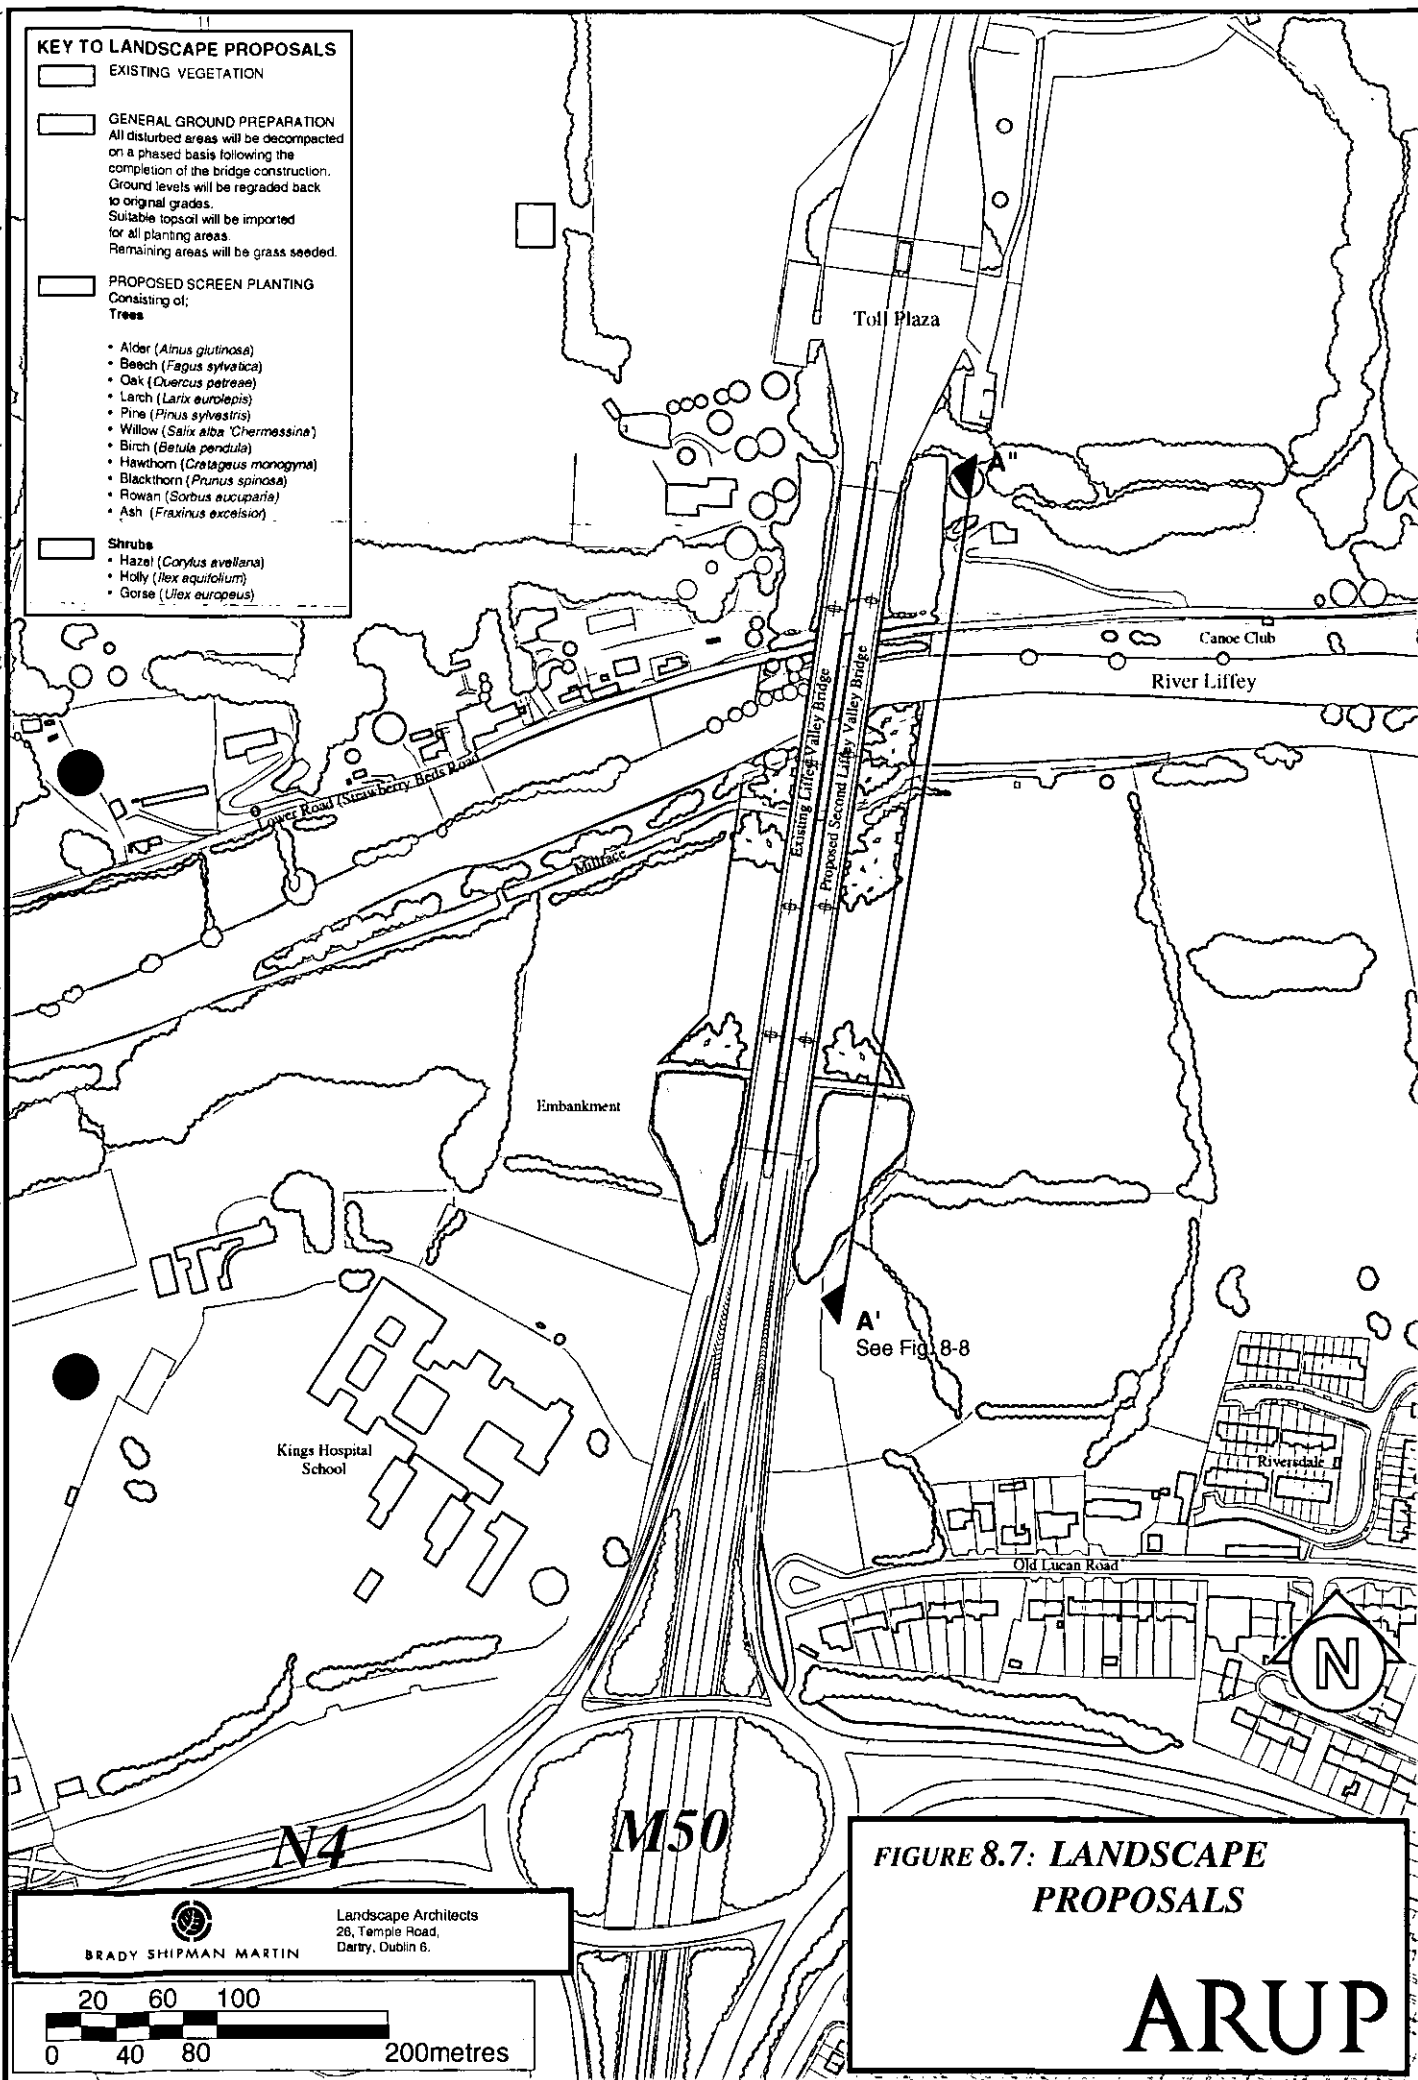 KEY TO LANDSCAPE PROPOSALS
EXISTING VEGETATION
GENERAL GROUND PREPARATION
All disturbed areas will be decompacted
on a phased basis following the
completion of the bridge construction.
Ground levels will be regraded back
to original grades.
Suitable topsoil will be imported
for all planting areas.
Remaining areas will be grass seeded.
PROPOSED SCREEN PLANTING
Consisting of;
Trees
• Alder (Alnus glutinosa)
• Beech (Fagus sylvatica)
• Oak (Quercus petreae)
• Larch (Larix eurolepis)
• Pine (Pinus sylvestris)
• Willow (Salix alba 'Chermessina')
• Birch (Betula pendula)
• Hawthorn (Cratageus monogyna)
• Blackthorn (Prunus spinosa)
• Rowan (Sorbus aucuparia)
• Ash (Fraxinus excelsior)
Shrubs
• Hazel (Corylus avellana)
• Holly (Ilex aquifolium)
• Gorse (Ulex europeus)
Toll Plaza
A"
Canoe Club
River Liffey
Existing Liffey Valley Bridge
Proposed Second Liffey Valley Bridge
Lower Road (Strawberry Beds Road
Millrace
Embankment
A'
See Fig. 8-8
Kings Hospital
School
Riversdale
Old Lucan Road
N
N4
M50
FIGURE 8.7: LANDSCAPE
PROPOSALS
ARUP
BRADY SHIPMAN MARTIN
Landscape Architects
26, Temple Road,
Dartry, Dublin 6.
20 60 100
0 40 80 200metres